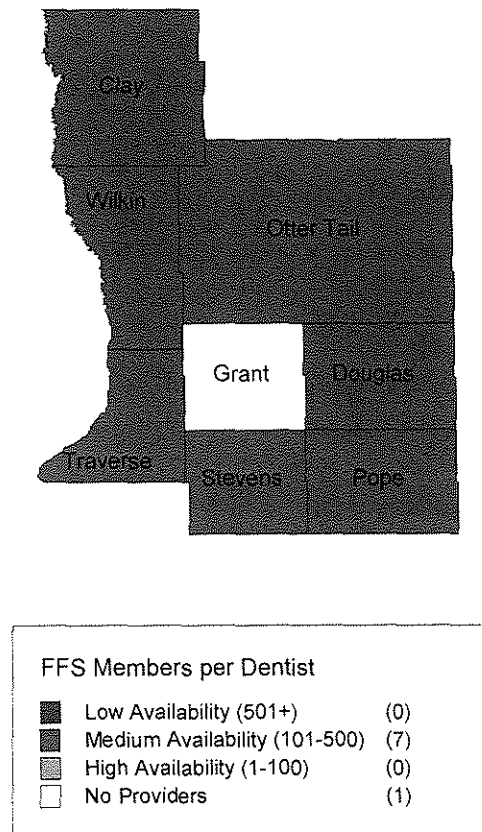 Clay
Wilkin
Otter Tail
Grant
Douglas
Traverse
Stevens
Pope
FFS Members per Dentist
Low Availability (501+) (0)
Medium Availability (101-500) (7)
High Availability (1-100) (0)
No Providers (1)